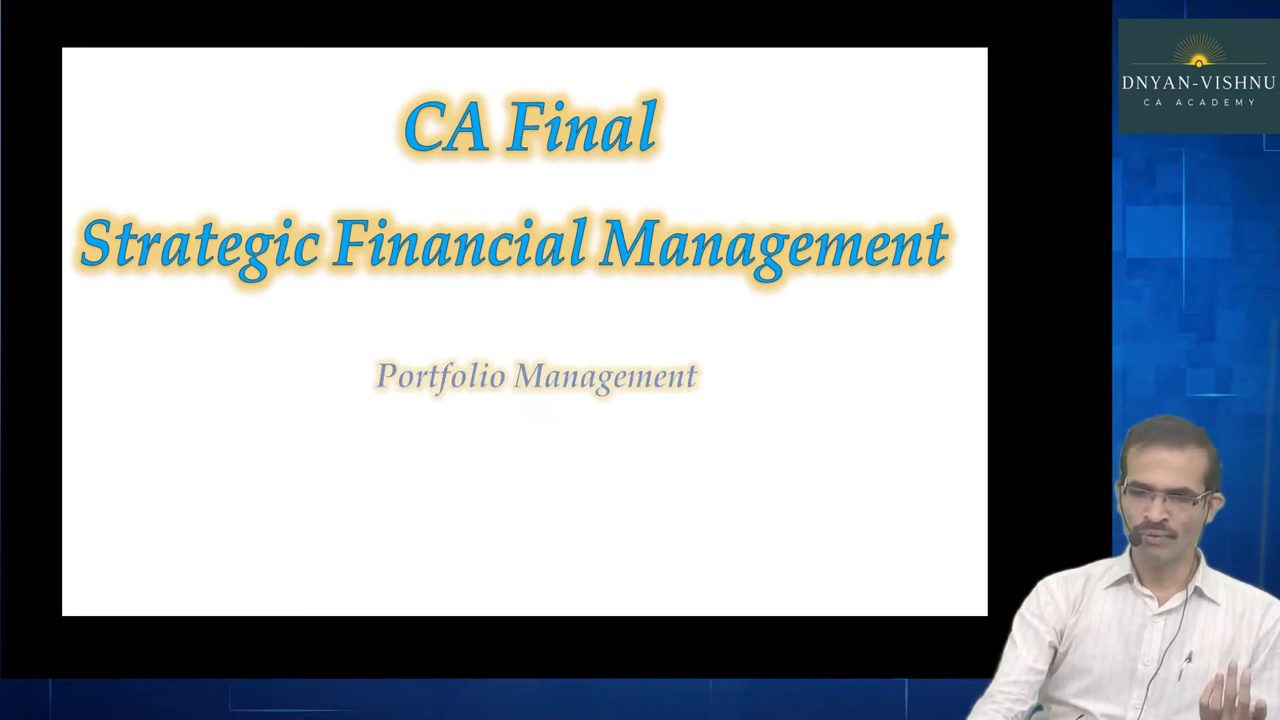 CA Final
Strategic Financial Management
Portfolio Management
DNYAN-VISHNU
CA ACADEMY